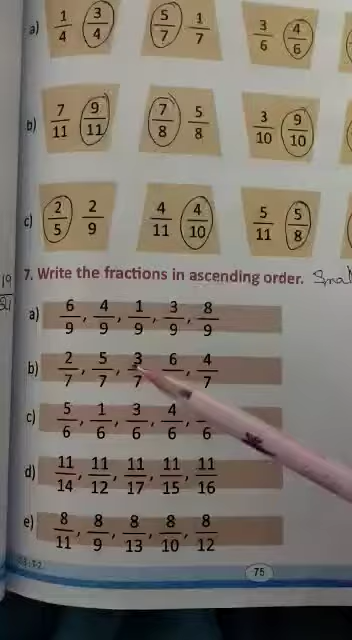 a) 1/4 3/4 5/7 1/7 3/6 4/6
b) 7/11 9/11 7/8 5/8 3/10 9/10
c) 2/5 2/9 4/11 4/10 5/11 5/8
7. Write the fractions in ascending order.
a) 6/9, 4/9, 1/9, 3/9, 8/9
b) 2/7, 5/7, 3/7, 6, 4/7
c) 5/6, 1/6, 3/6, 4/6, /6
d) 11/14, 11/12, 11/17, 11/15, 11/16
e) 8/11, 8/9, 8/13, 8/10, 8/12
75